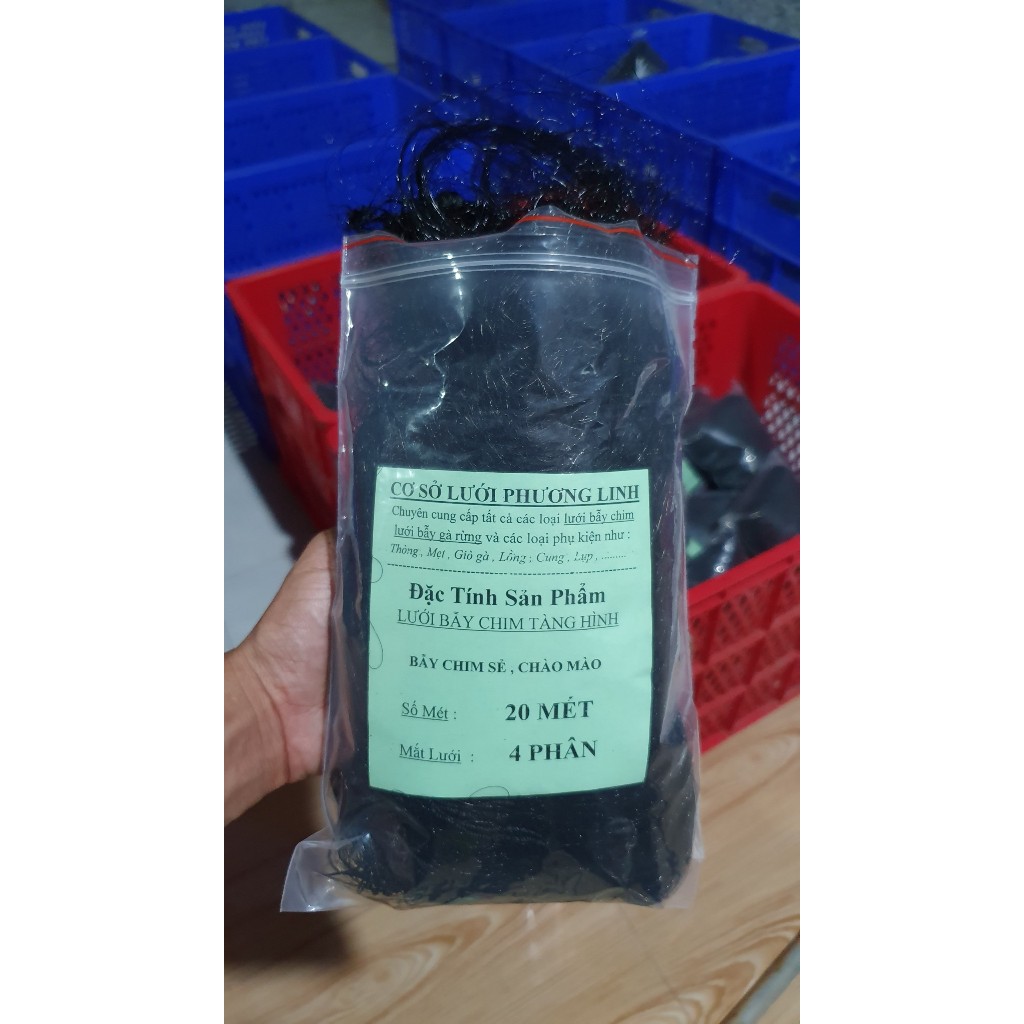 CƠ SỞ LƯỚI PHƯƠNG LINH
Chuyên cung cấp tất cả các loại lưới bẫy chim
lưới bẫy gà rừng và các loại phụ kiện như :
Thòng , Mẹt , Giỏ gà , Lồng ; Cung , Lụp , .........
Đặc Tính Sản Phẩm
LƯỚI BẪY CHIM TÀNG HÌNH
BẪY CHIM SẺ , CHÀO MÀO
Số Mét : 20 MÉT
Mắt Lưới : 4 PHÂN